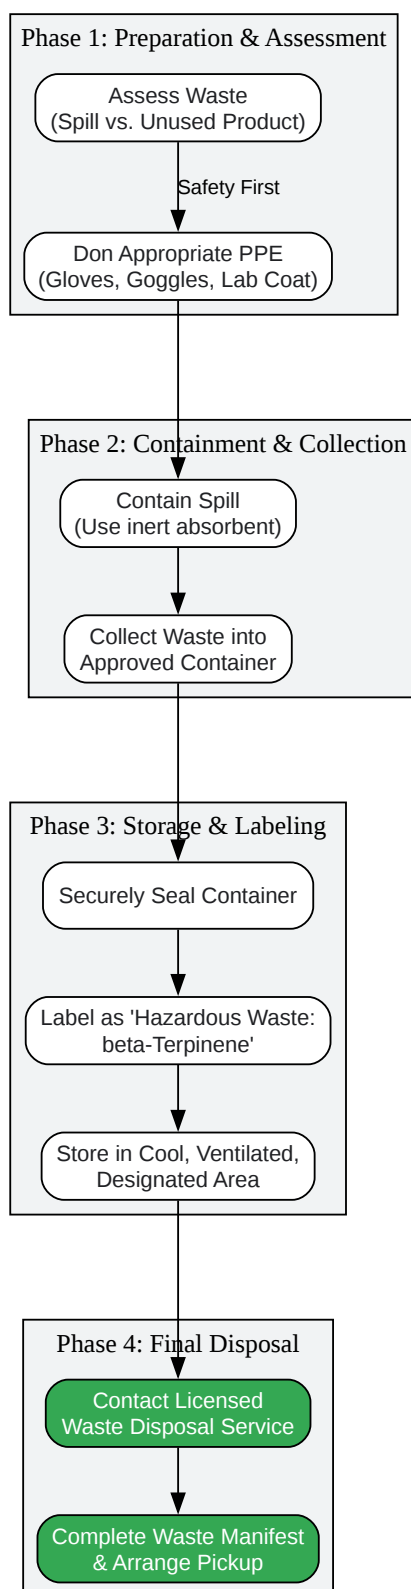 Phase 1: Preparation & Assessment
Assess Waste
(Spill vs. Unused Product)
Safety First
Don Appropriate PPE
(Gloves, Goggles, Lab Coat)
Phase 2: Containment & Collection
Contain Spill
(Use inert absorbent)
Collect Waste into
Approved Container
Phase 3: Storage & Labeling
Securely Seal Container
Label as 'Hazardous Waste:
beta-Terpinene'
Store in Cool, Ventilated,
Designated Area
Phase 4: Final Disposal
Contact Licensed
Waste Disposal Service
Complete Waste Manifest
& Arrange Pickup